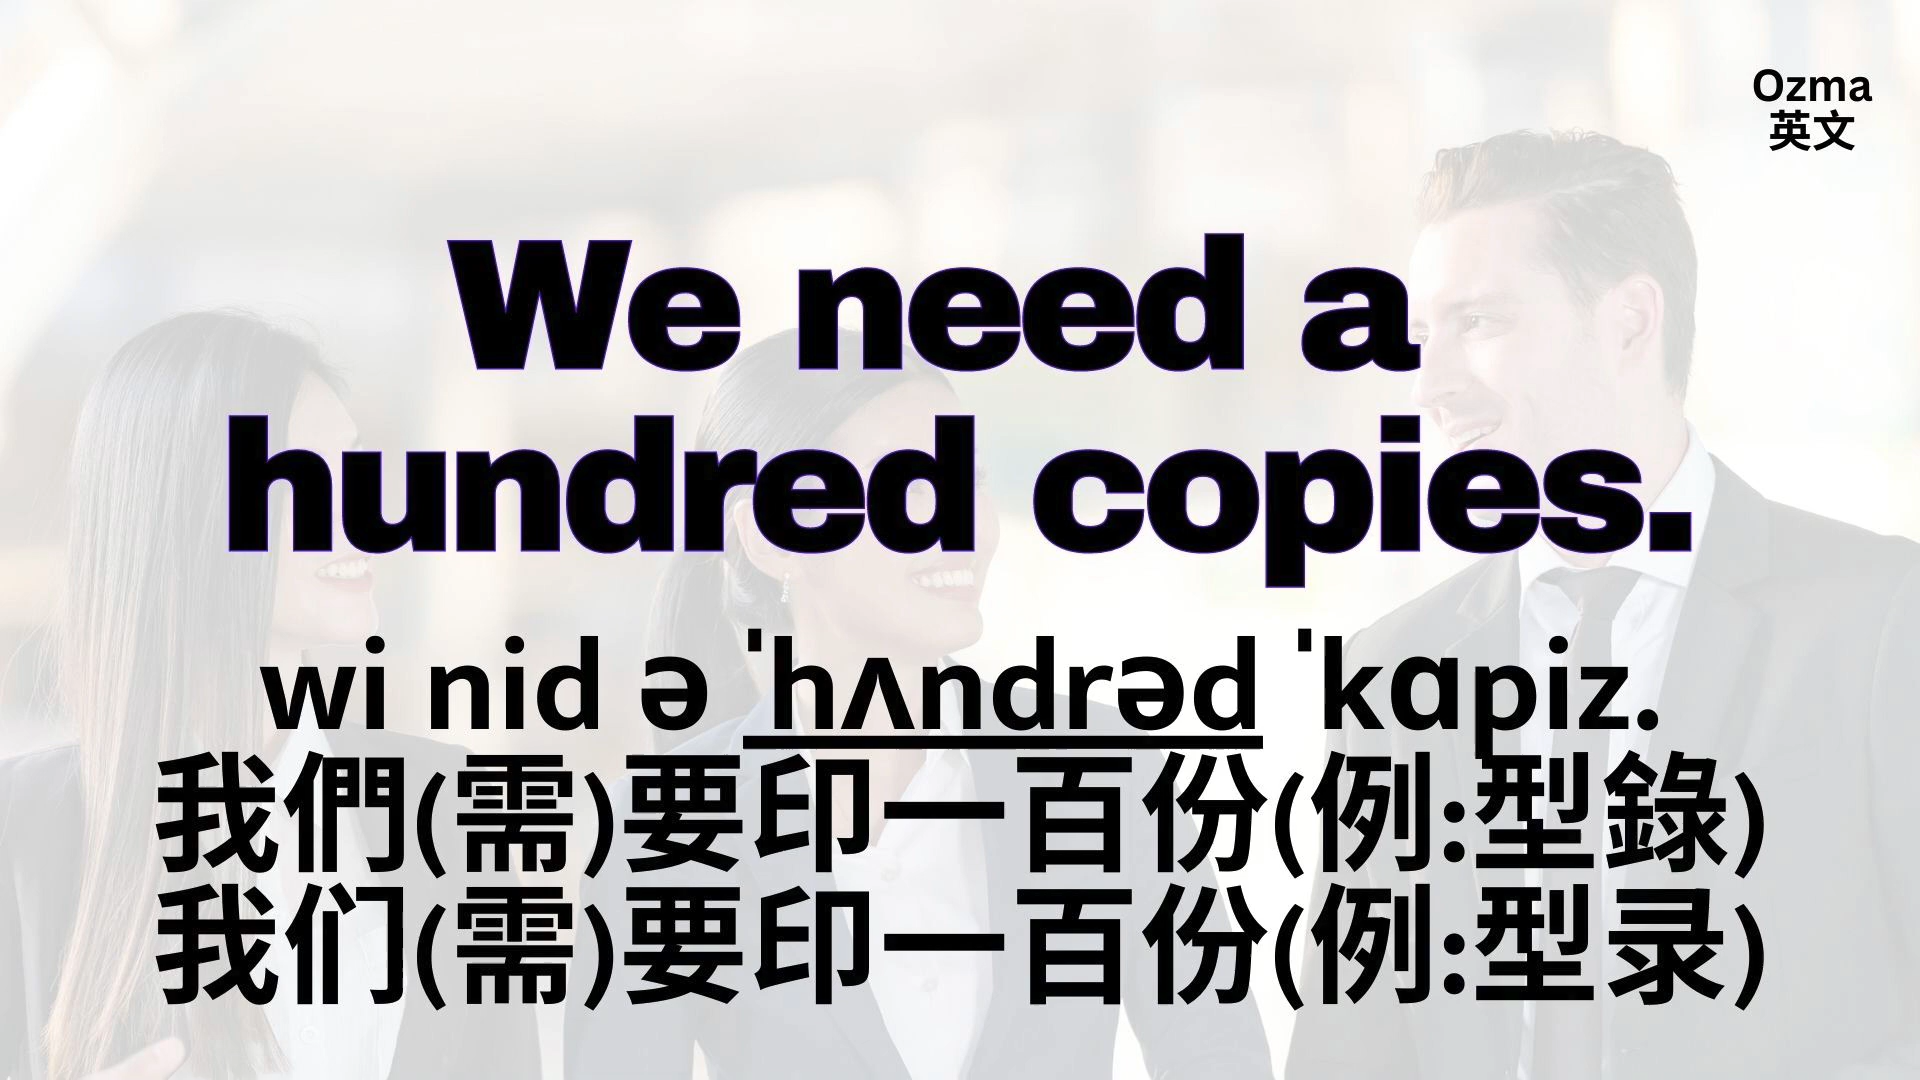 Ozma
英文
We need a
hundred copies.
wi nid ə ˈhʌndrəd ˈkɑpiz.
我們(需)要印一百份(例:型錄)
我们(需)要印一百份(例:型录)